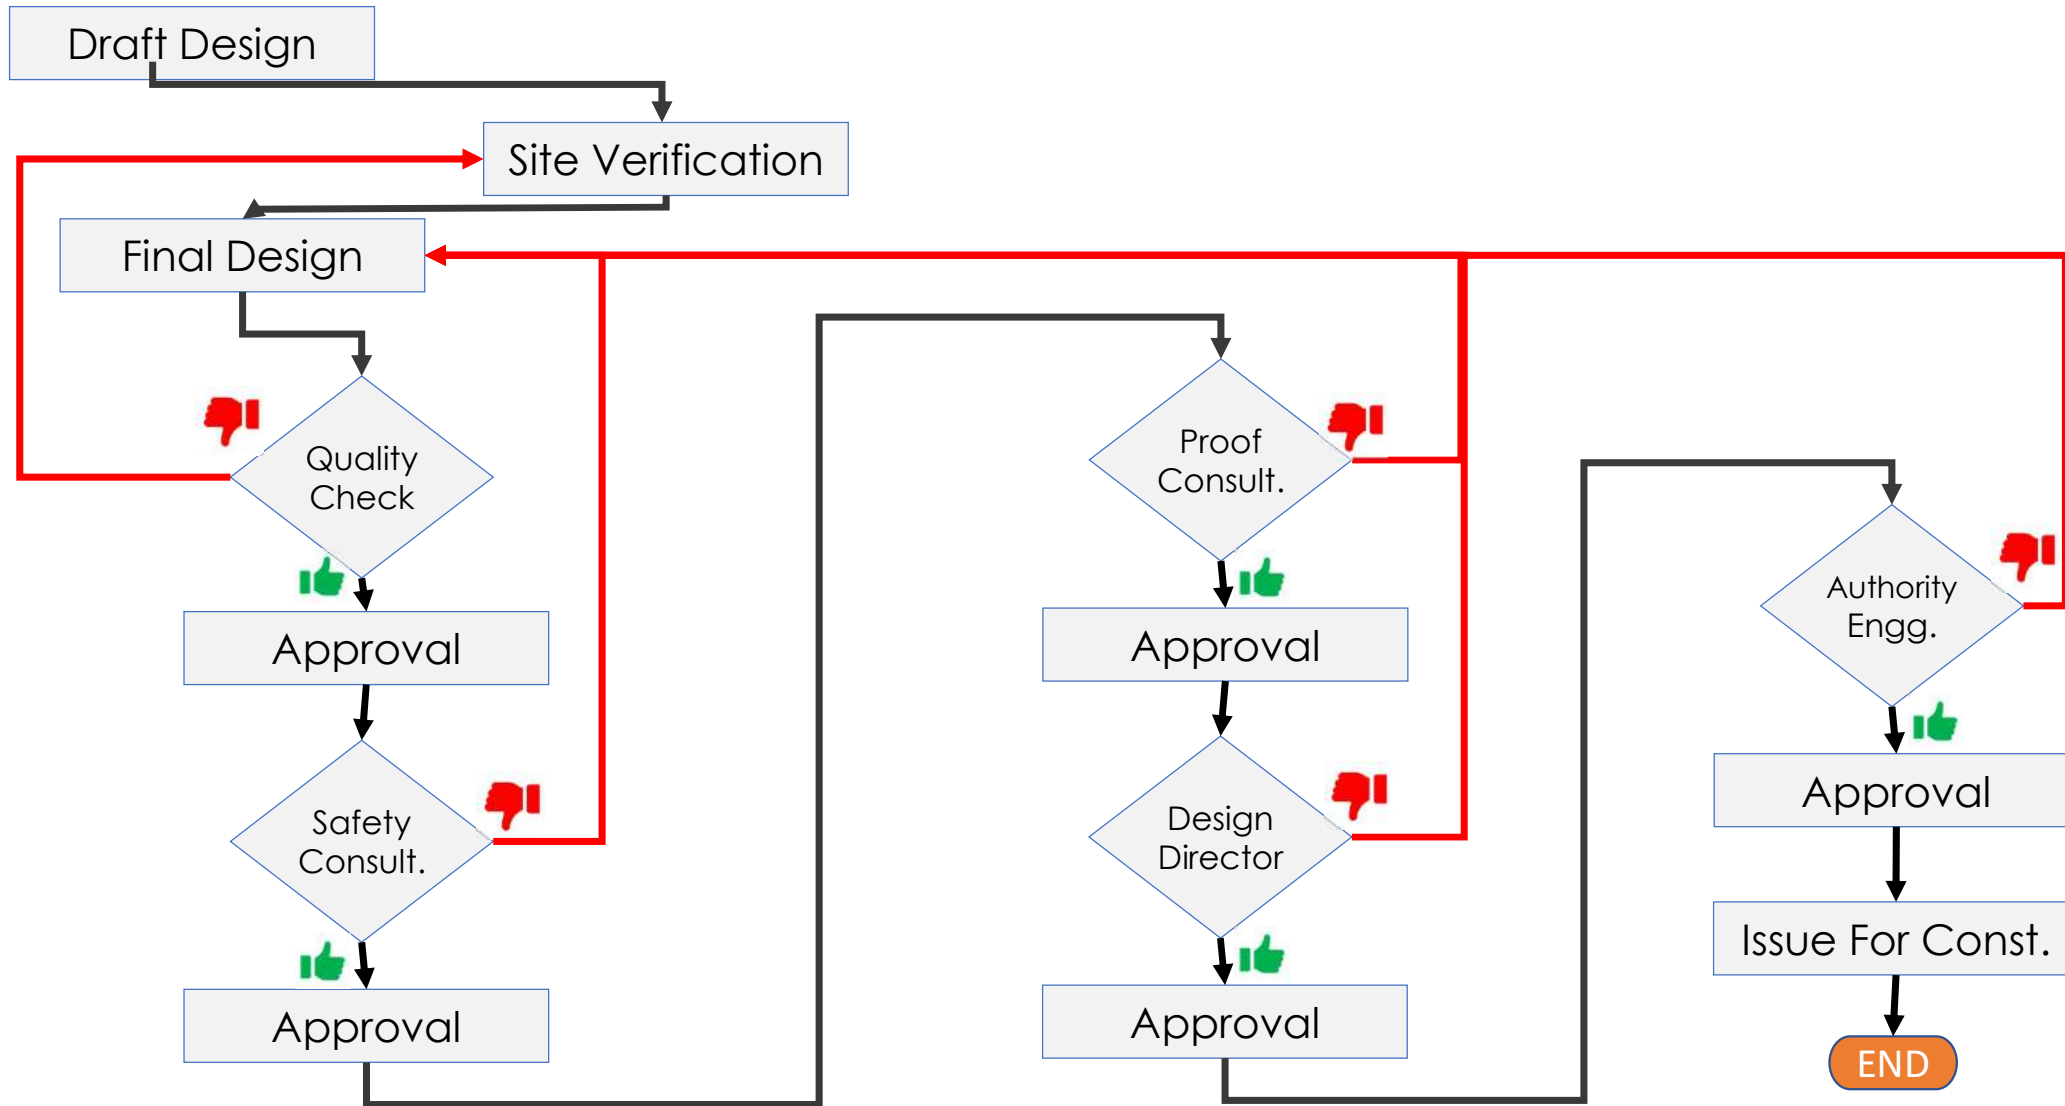 Draft Design
Site Verification
Final Design
Quality
Check
Approval
Safety
Consult.
Approval
Proof
Consult.
Approval
Design
Director
Approval
Authority
Engg.
Approval
Issue For Const.
END